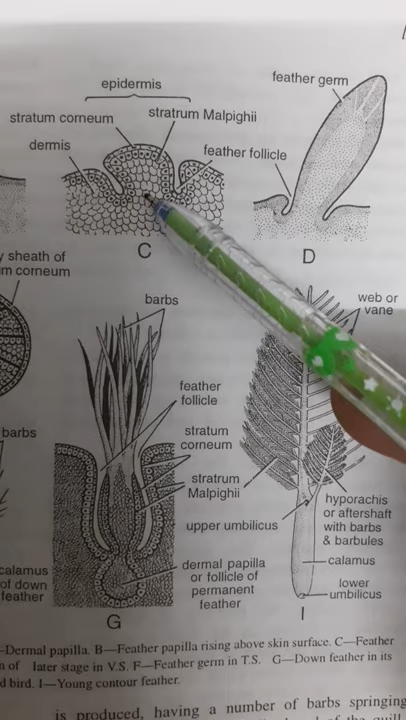 epidermis
feather germ
stratum corneum
stratrum Malpighii
dermis
feather follicle
C
D
y sheath of
m corneum
barbs
web or
vane
feather
follicle
barbs
stratum
corneum
stratrum
Malpighii
hyporachis
or aftershaft
with barbs
& barbules
upper umbilicus
calamus
of down
feather
dermal papilla
or follicle of
permanent
feather
calamus
lower
umbilicus
G
I
–Dermal papilla. B—Feather papilla rising above skin surface. C—Feather
n of later stage in V.S. F—Feather germ in T.S. G—Down feather in its
d bird. I—Young contour feather.
is produced, having a number of barbs springing